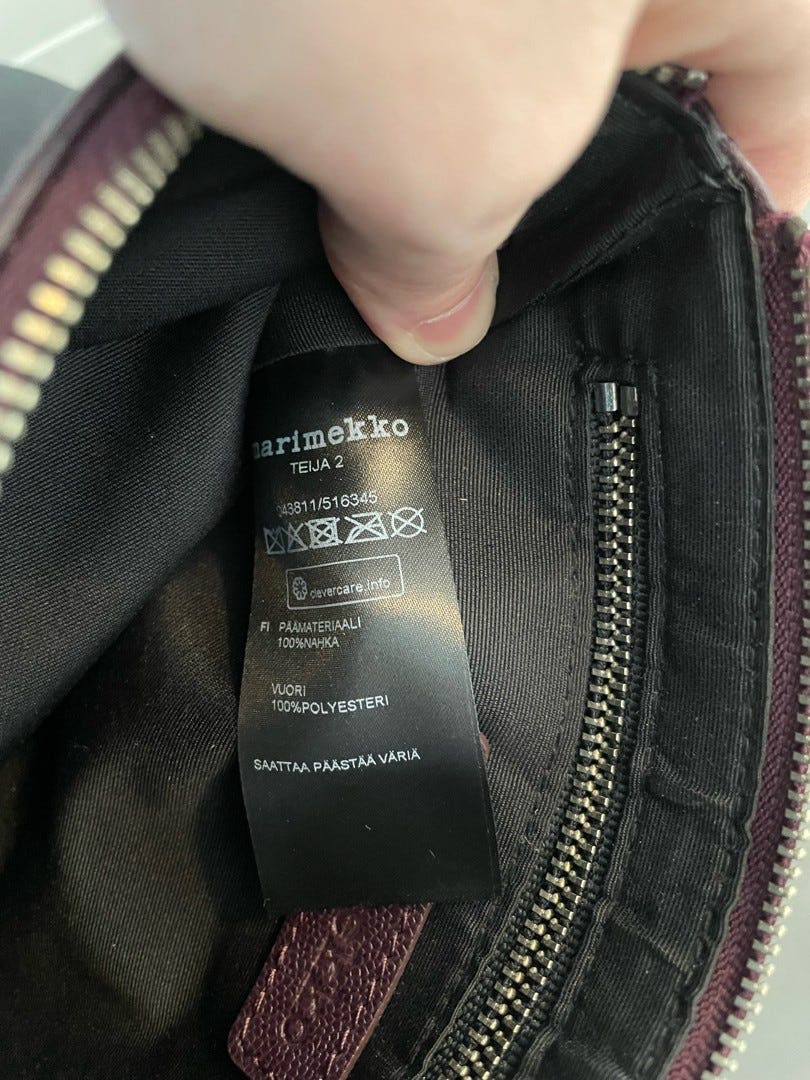 marimekko
TEIJA 2
043811/516345
clevercare.info
FI PÄÄMATERIAALI
100%NAHKA
VUORI
100%POLYESTERI
SAATTAA PÄÄSTÄÄ VÄRIÄ